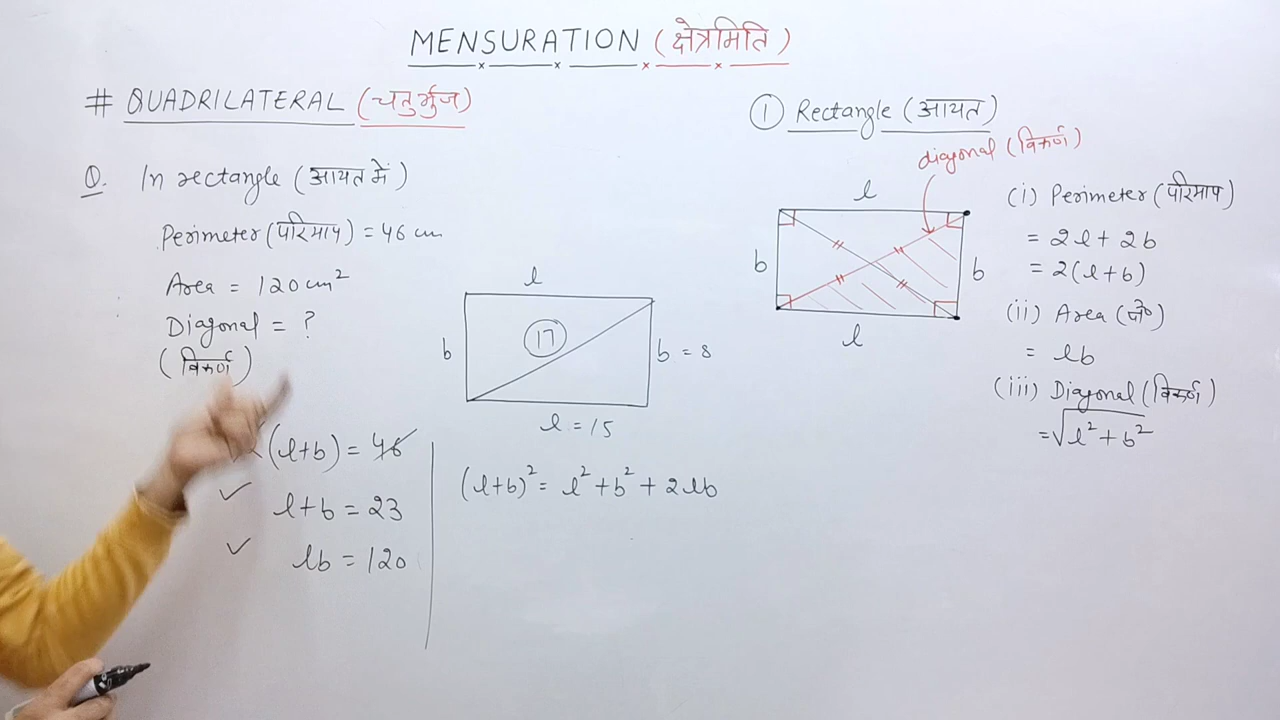 MENSURATION (क्षेत्रमिति)
# QUADRILATERAL (चतुर्भुज)
Q. In rectangle (आयत में)
Perimeter (परिमाप) = 46 cm
Area = 120 cm²
Diagonal = ?
(विकर्ण)
(l+b) = 46
l+b = 23
lb = 120
l
b
17
b = 8
l = 15
(l+b)² = l² + b² + 2lb
① Rectangle (आयत)
diagonal (विकर्ण)
l
b
b
l
(i) Perimeter (परिमाप)
= 2l + 2b
= 2(l+b)
(ii) Area (क्षे०)
= lb
(iii) Diagonal (विकर्ण)
= √l² + b²